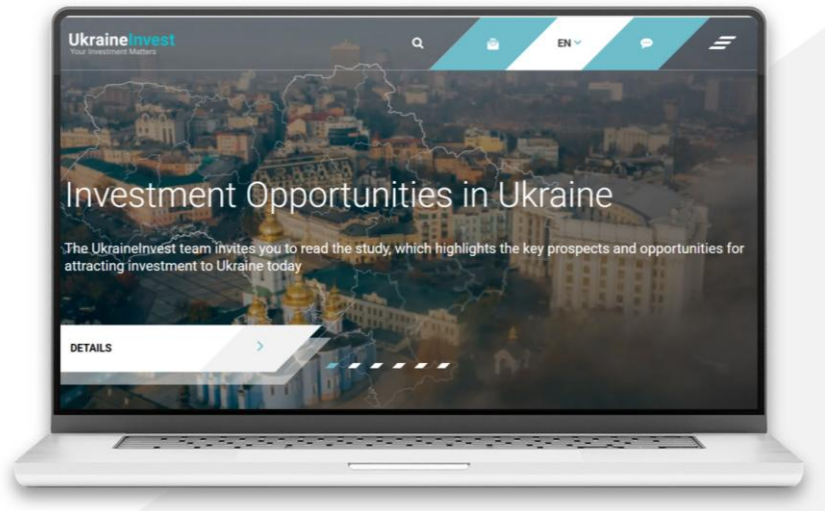 UkraineInvest
Your Investment Matters
EN
Investment Opportunities in Ukraine
The UkraineInvest team invites you to read the study, which highlights the key prospects and opportunities for
attracting investment to Ukraine today
DETAILS